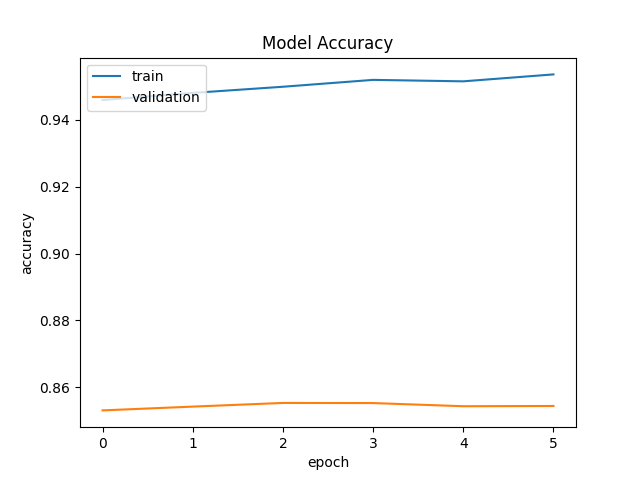 Model Accuracy
train
validation
0.94
0.92
0.90
0.88
0.86
accuracy
0 1 2 3 4 5
epoch